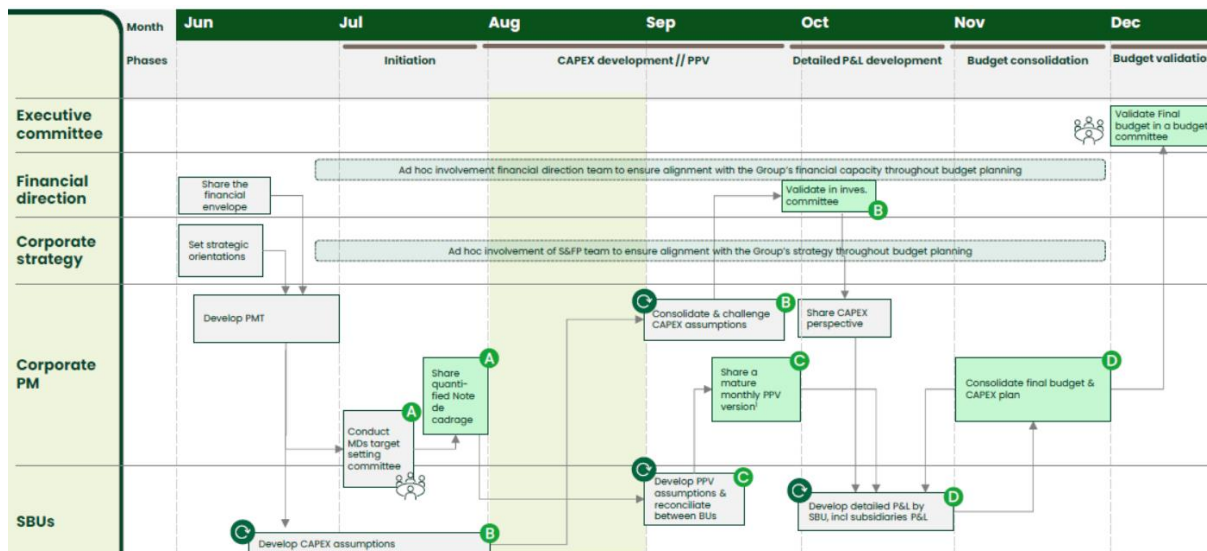 Month
Jun
Jul
Aug
Sep
Oct
Nov
Dec
Phases
Initiation
CAPEX development // PPV
Detailed P&L development
Budget consolidation
Budget validatio
Executive
committee
Validate Final
budget in a budget
committee
Financial
direction
Ad hoc involvement financial direction team to ensure alignment with the Group's financial capacity throughout budget planning
Share the
financial
envelope
Validate in inves.
committee
B
Corporate
strategy
Set strategic
orientations
Ad hoc involvement of S&FP team to ensure alignment with the Group's strategy throughout budget planning
Corporate
PM
Develop PMT
Consolidate & challenge
CAPEX assumptions
B
Share CAPEX
perspective
A
Share
quanti-
fied Note
de
cadrage
C
Share a
mature
monthly PPV
version¹
D
Consolidate final budget &
CAPEX plan
A
Conduct
MDs target
setting
committee
SBUs
C
Develop PPV
assumptions &
reconciliate
between BUs
D
Develop detailed P&L by
SBU, incl subsidiaries P&L
B
Develop CAPEX assumptions